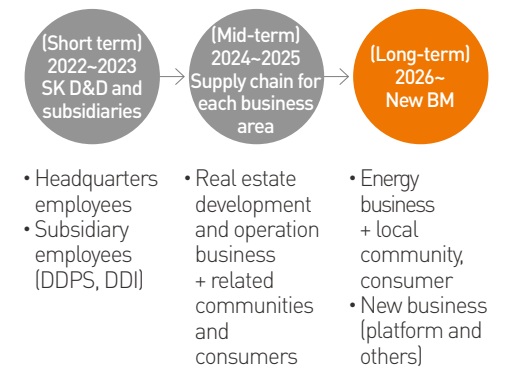 (Short term)
2022~2023
SK D&D and
subsidiaries
(Mid-term)
2024~2025
Supply chain for
each business
area
(Long-term)
2026~
New BM
• Headquarters
employees
• Subsidiary
employees
(DDPS, DDI)
• Real estate
development
and operation
business
+ related
communities
and
consumers
• Energy
business
+ local
community,
consumer
• New business
(platform and
others)